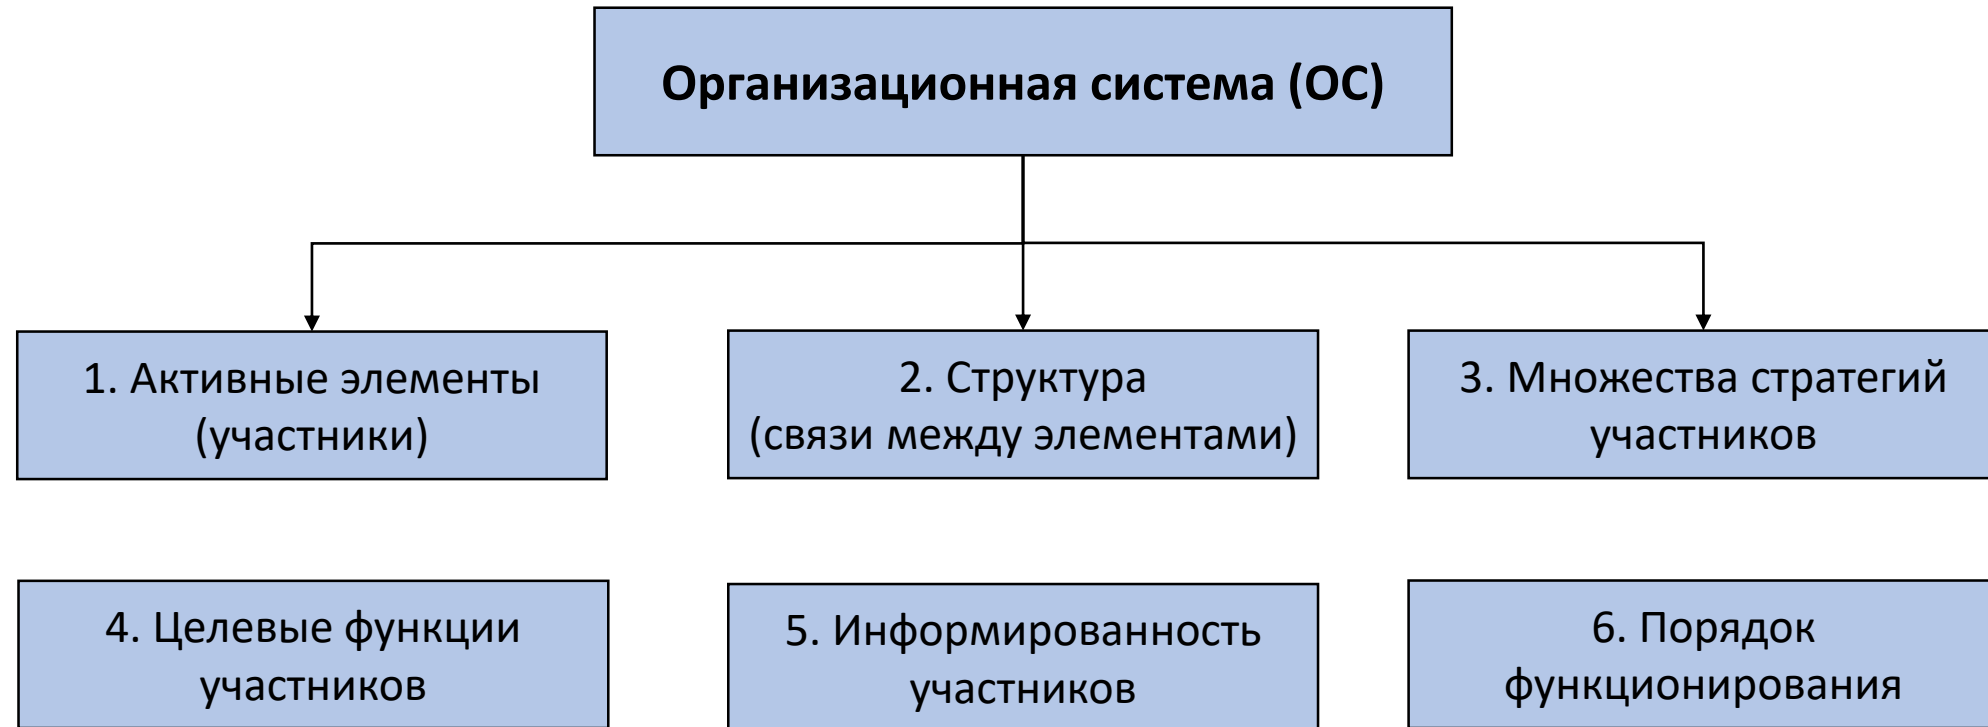 Организационная система (ОС)
1. Активные элементы
(участники)
2. Структура
(связи между элементами)
3. Множества стратегий
участников
4. Целевые функции
участников
5. Информированность
участников
6. Порядок
функционирования